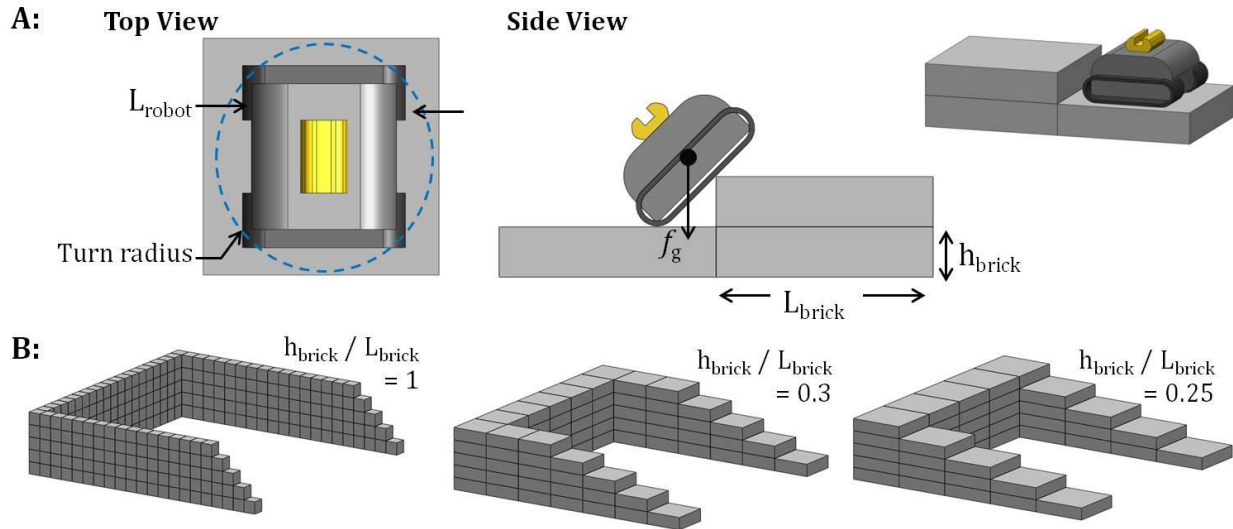 A: Top View Side View
L_robot
Turn radius
f_g
h_brick
L_brick
B:
h_brick / L_brick
= 1
h_brick / L_brick
= 0.3
h_brick / L_brick
= 0.25